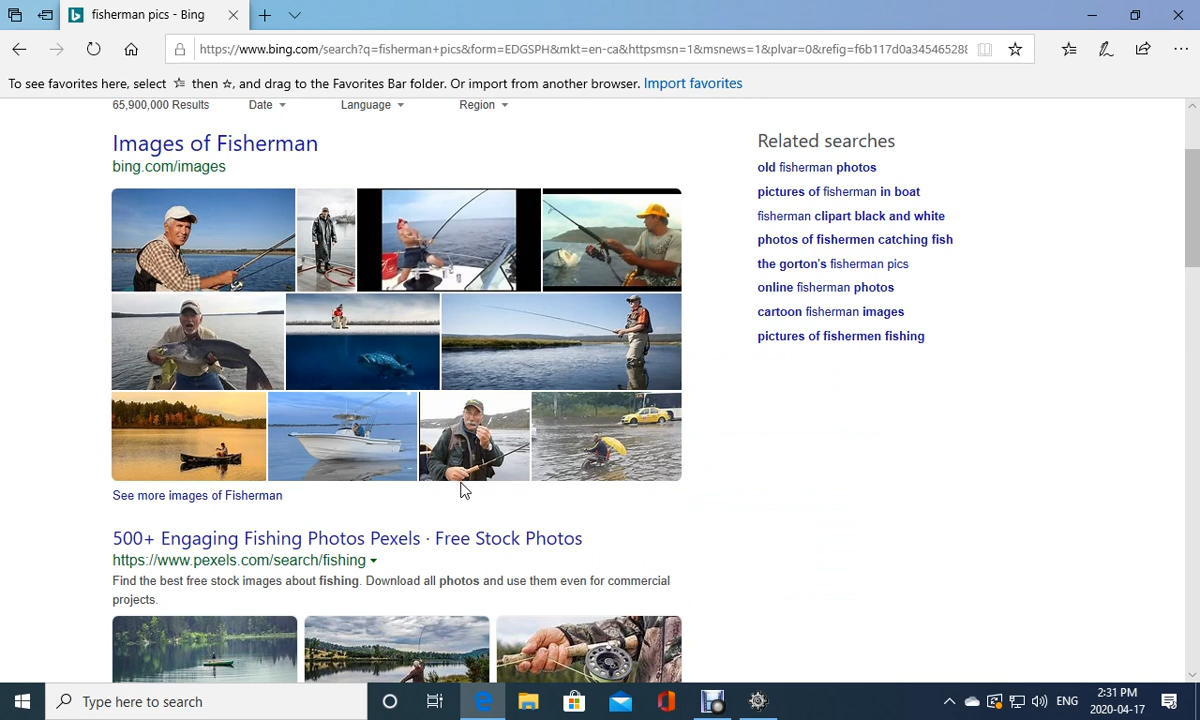 fisherman pics - Bing
https://www.bing.com/search?q=fisherman+pics&form=EDGSPH&mkt=en-ca&httpsmsn=1&msnews=1&plvar=0&refig=f6b117d0a34546528
To see favorites here, select then ☆, and drag to the Favorites Bar folder. Or import from another browser. Import favorites
65,900,000 Results Date Language Region
Images of Fisherman
bing.com/images
See more images of Fisherman
500+ Engaging Fishing Photos Pexels · Free Stock Photos
https://www.pexels.com/search/fishing
Find the best free stock images about fishing. Download all photos and use them even for commercial
projects.
Related searches
old fisherman photos
pictures of fisherman in boat
fisherman clipart black and white
photos of fishermen catching fish
the gorton's fisherman pics
online fisherman photos
cartoon fisherman images
pictures of fishermen fishing
Type here to search
ENG
2:31 PM
2020-04-17